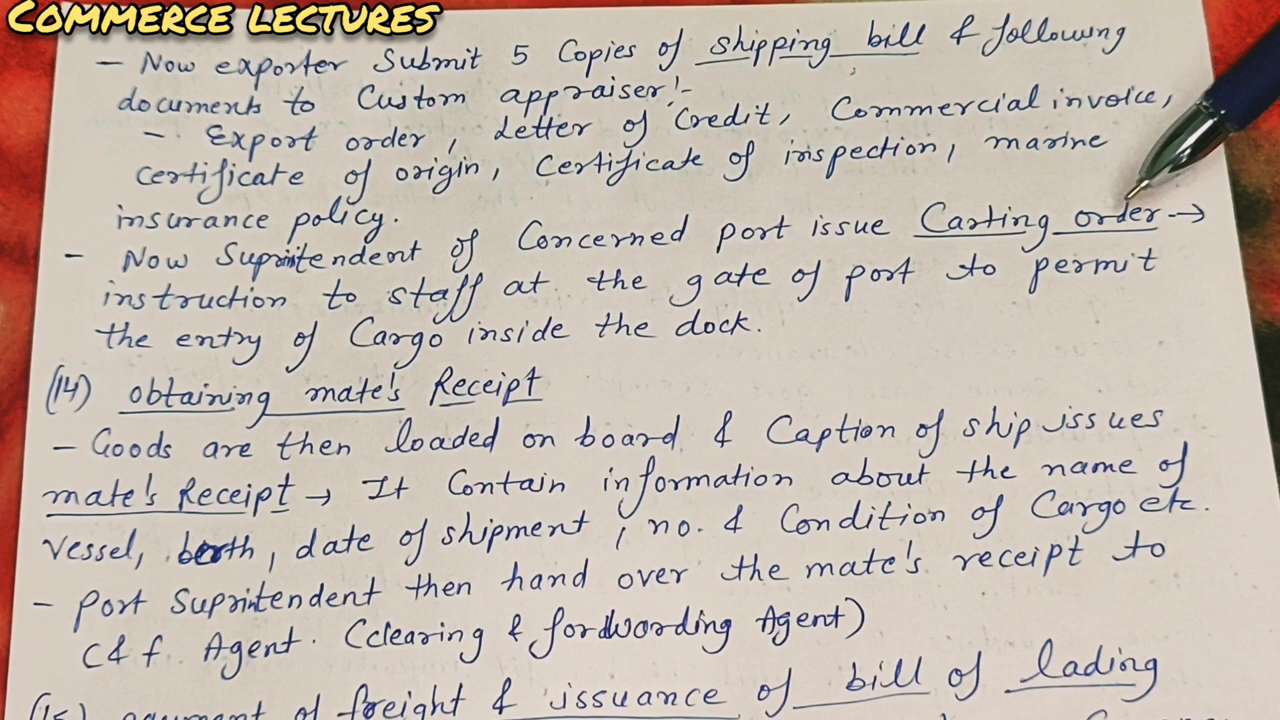 COMMERCE LECTURES
- Now exporter Submit 5 Copies of shipping bill & following
documents to Custom appraiser:-
- Export order, Letter of Credit, Commercial invoice,
certificate of origin, Certificate of inspection, marine
insurance policy.
- Now Suprintendent of Concerned port issue Carting order →
instruction to staff at the gate of port to permit
the entry of Cargo inside the dock.
(14) obtaining mate's Receipt
- Goods are then loaded on board & Caption of ship issues
mate's Receipt → It Contain information about the name of
vessel, berth, date of shipment, no. & Condition of Cargo etc.
- Port Suprintendent then hand over the mate's receipt to
C & f Agent. (clearing & fordwording Agent)
(15) payment of freight & issuance of bill of lading